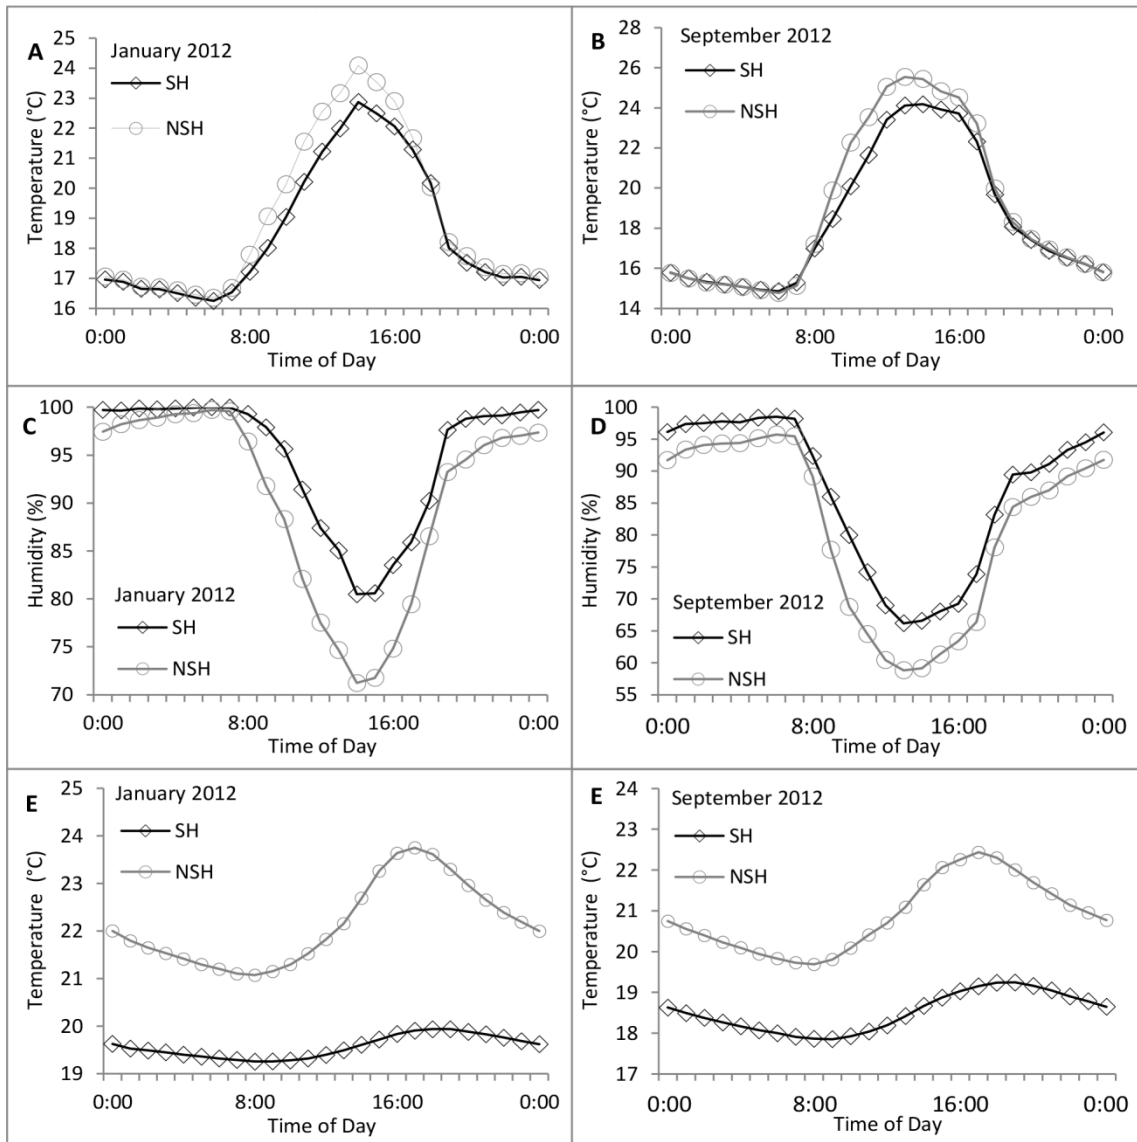 A
January 2012
SH
NSH
Temperature (°C)
25
24
23
22
21
20
19
18
17
16
0:00 8:00 16:00 0:00
Time of Day
B
September 2012
SH
NSH
Temperature (°C)
28
26
24
22
20
18
16
14
0:00 8:00 16:00 0:00
Time of Day
C
January 2012
SH
NSH
Humidity (%)
100
95
90
85
80
75
70
0:00 8:00 16:00 0:00
Time of Day
D
September 2012
SH
NSH
Humidity (%)
100
95
90
85
80
75
70
65
60
55
0:00 8:00 16:00 0:00
Time of Day
E
January 2012
SH
NSH
Temperature (°C)
25
24
23
22
21
20
19
0:00 8:00 16:00 0:00
Time of Day
E
September 2012
SH
NSH
Temperature (°C)
24
23
22
21
20
19
18
17
0:00 8:00 16:00 0:00
Time of Day